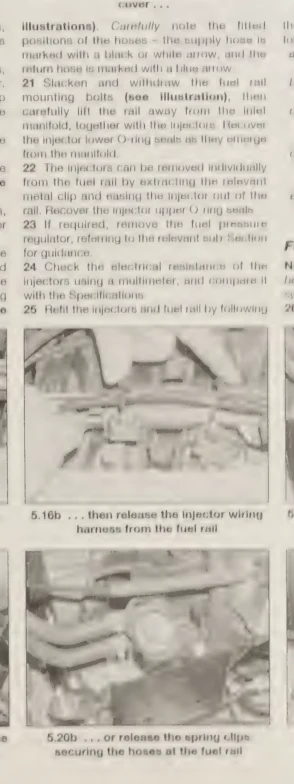 cover . . .
illustrations). Carefully note the fitted
positions of the hoses – the supply hose is
marked with a black or white arrow, and the
return hose is marked with a blue arrow.
21 Slacken and withdraw the fuel rail
mounting bolts (see illustration), then
carefully lift the rail away from the inlet
manifold, together with the injectors. Recover
the injector lower O-ring seals as they emerge
from the manifold.
22 The injectors can be removed individually
from the fuel rail by extracting the relevant
metal clip and easing the injector out of the
rail. Recover the injector upper O-ring seals.
23 If required, remove the fuel pressure
regulator, referring to the relevant sub-Section
for guidance.
24 Check the electrical resistance of the
injectors using a multimeter, and compare it
with the Specifications.
25 Refit the injectors and fuel rail by following
5.16b . . . then release the injector wiring
harness from the fuel rail
5.20b . . . or release the spring clips
securing the hoses at the fuel rail